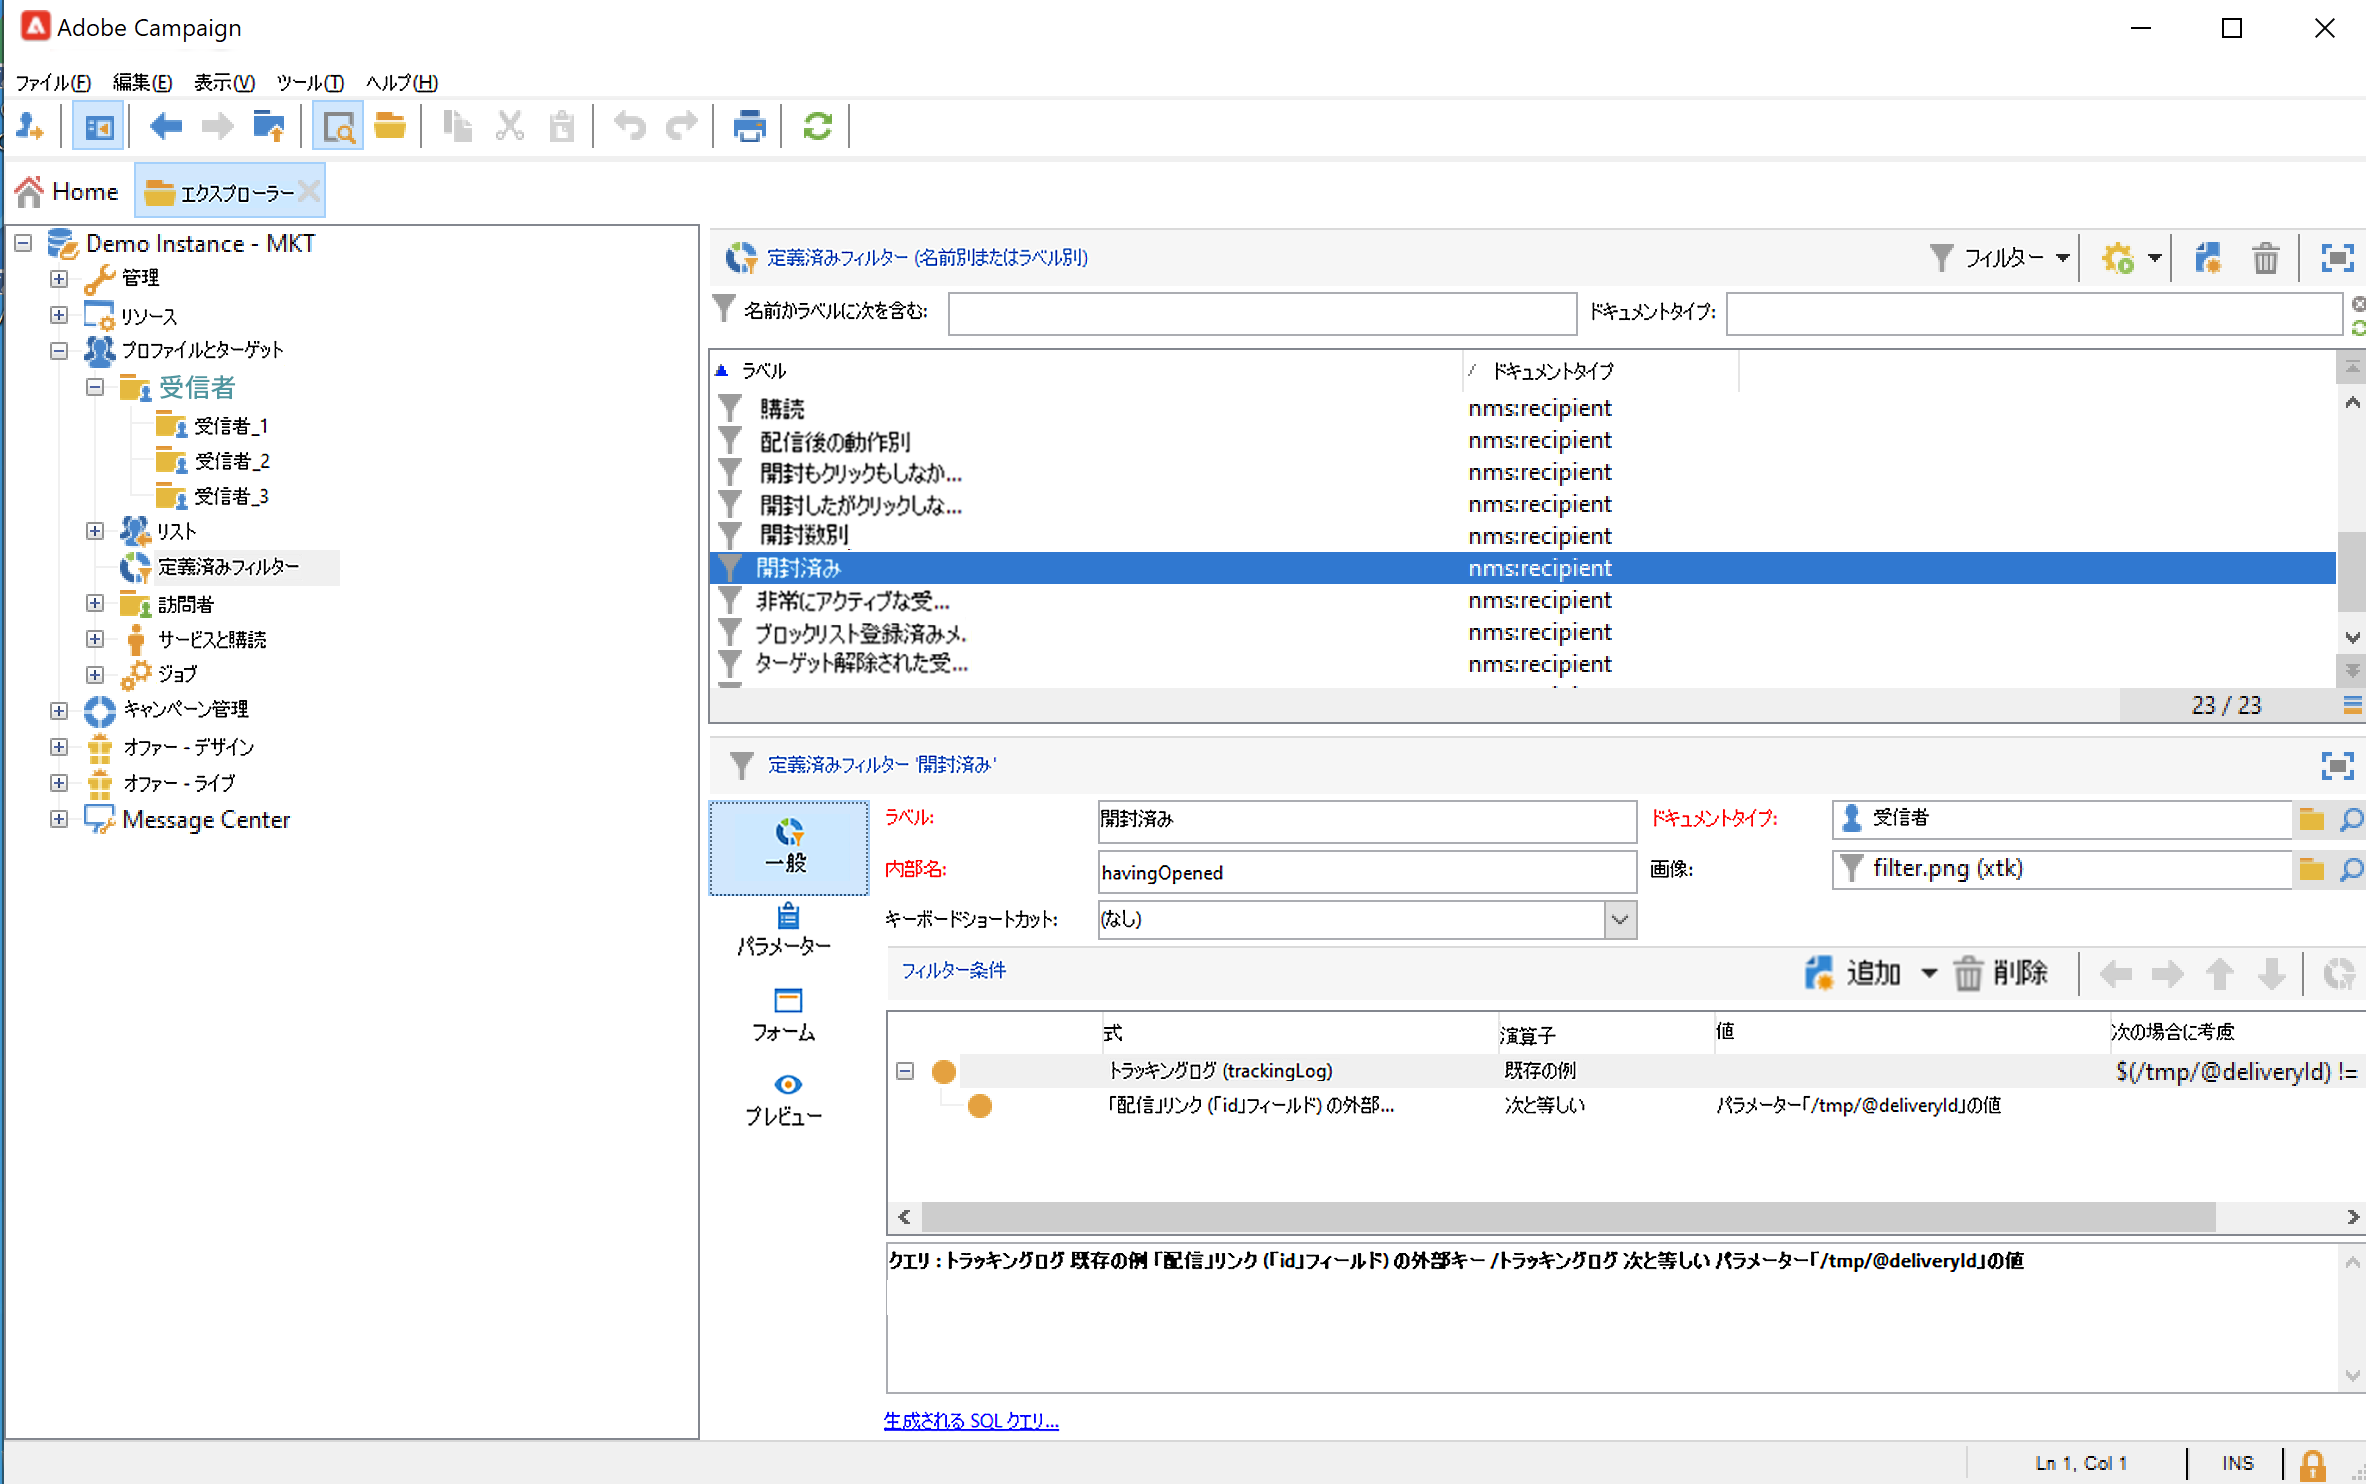 Adobe Campaign
ファイル(F) 編集(E) 表示(V) ツール(T) ヘルプ(H)
Home エクスプローラー
Demo Instance - MKT
管理
リソース
プロファイルとターゲット
受信者
受信者_1
受信者_2
受信者_3
リスト
定義済みフィルター
訪問者
サービスと購読
ジョブ
キャンペーン管理
オファー - デザイン
オファー - ライブ
Message Center
定義済みフィルター (名前別またはラベル別) フィルター
名前かラベルに次を含む: ドキュメントタイプ:
ラベル ドキュメントタイプ
購読 nms:recipient
配信後の動作別 nms:recipient
開封もクリックもしなか... nms:recipient
開封したがクリックしな... nms:recipient
開封数別 nms:recipient
開封済み nms:recipient
非常にアクティブな受... nms:recipient
ブロックリスト登録済みメ. nms:recipient
ターゲット解除された受... nms:recipient
23 / 23
定義済みフィルター '開封済み'
一般
パラメーター
フォーム
プレビュー
ラベル: 開封済み ドキュメントタイプ: 受信者
内部名: havingOpened 画像: filter.png (xtk)
キーボードショートカット: (なし)
フィルター条件 追加 削除
式 演算子 値 次の場合に考慮
トラッキングログ (trackingLog) 既存の例 $(/tmp/@deliveryId) !=
「配信」リンク (「id」フィールド) の外部... 次と等しい パラメーター「/tmp/@deliveryId」の値
クエリ : トラッキングログ 既存の例 「配信」リンク (「id」フィールド) の外部キー /トラッキングログ 次と等しい パラメーター「/tmp/@deliveryId」の値
生成される SQL クエリ...
Ln 1, Col 1 INS